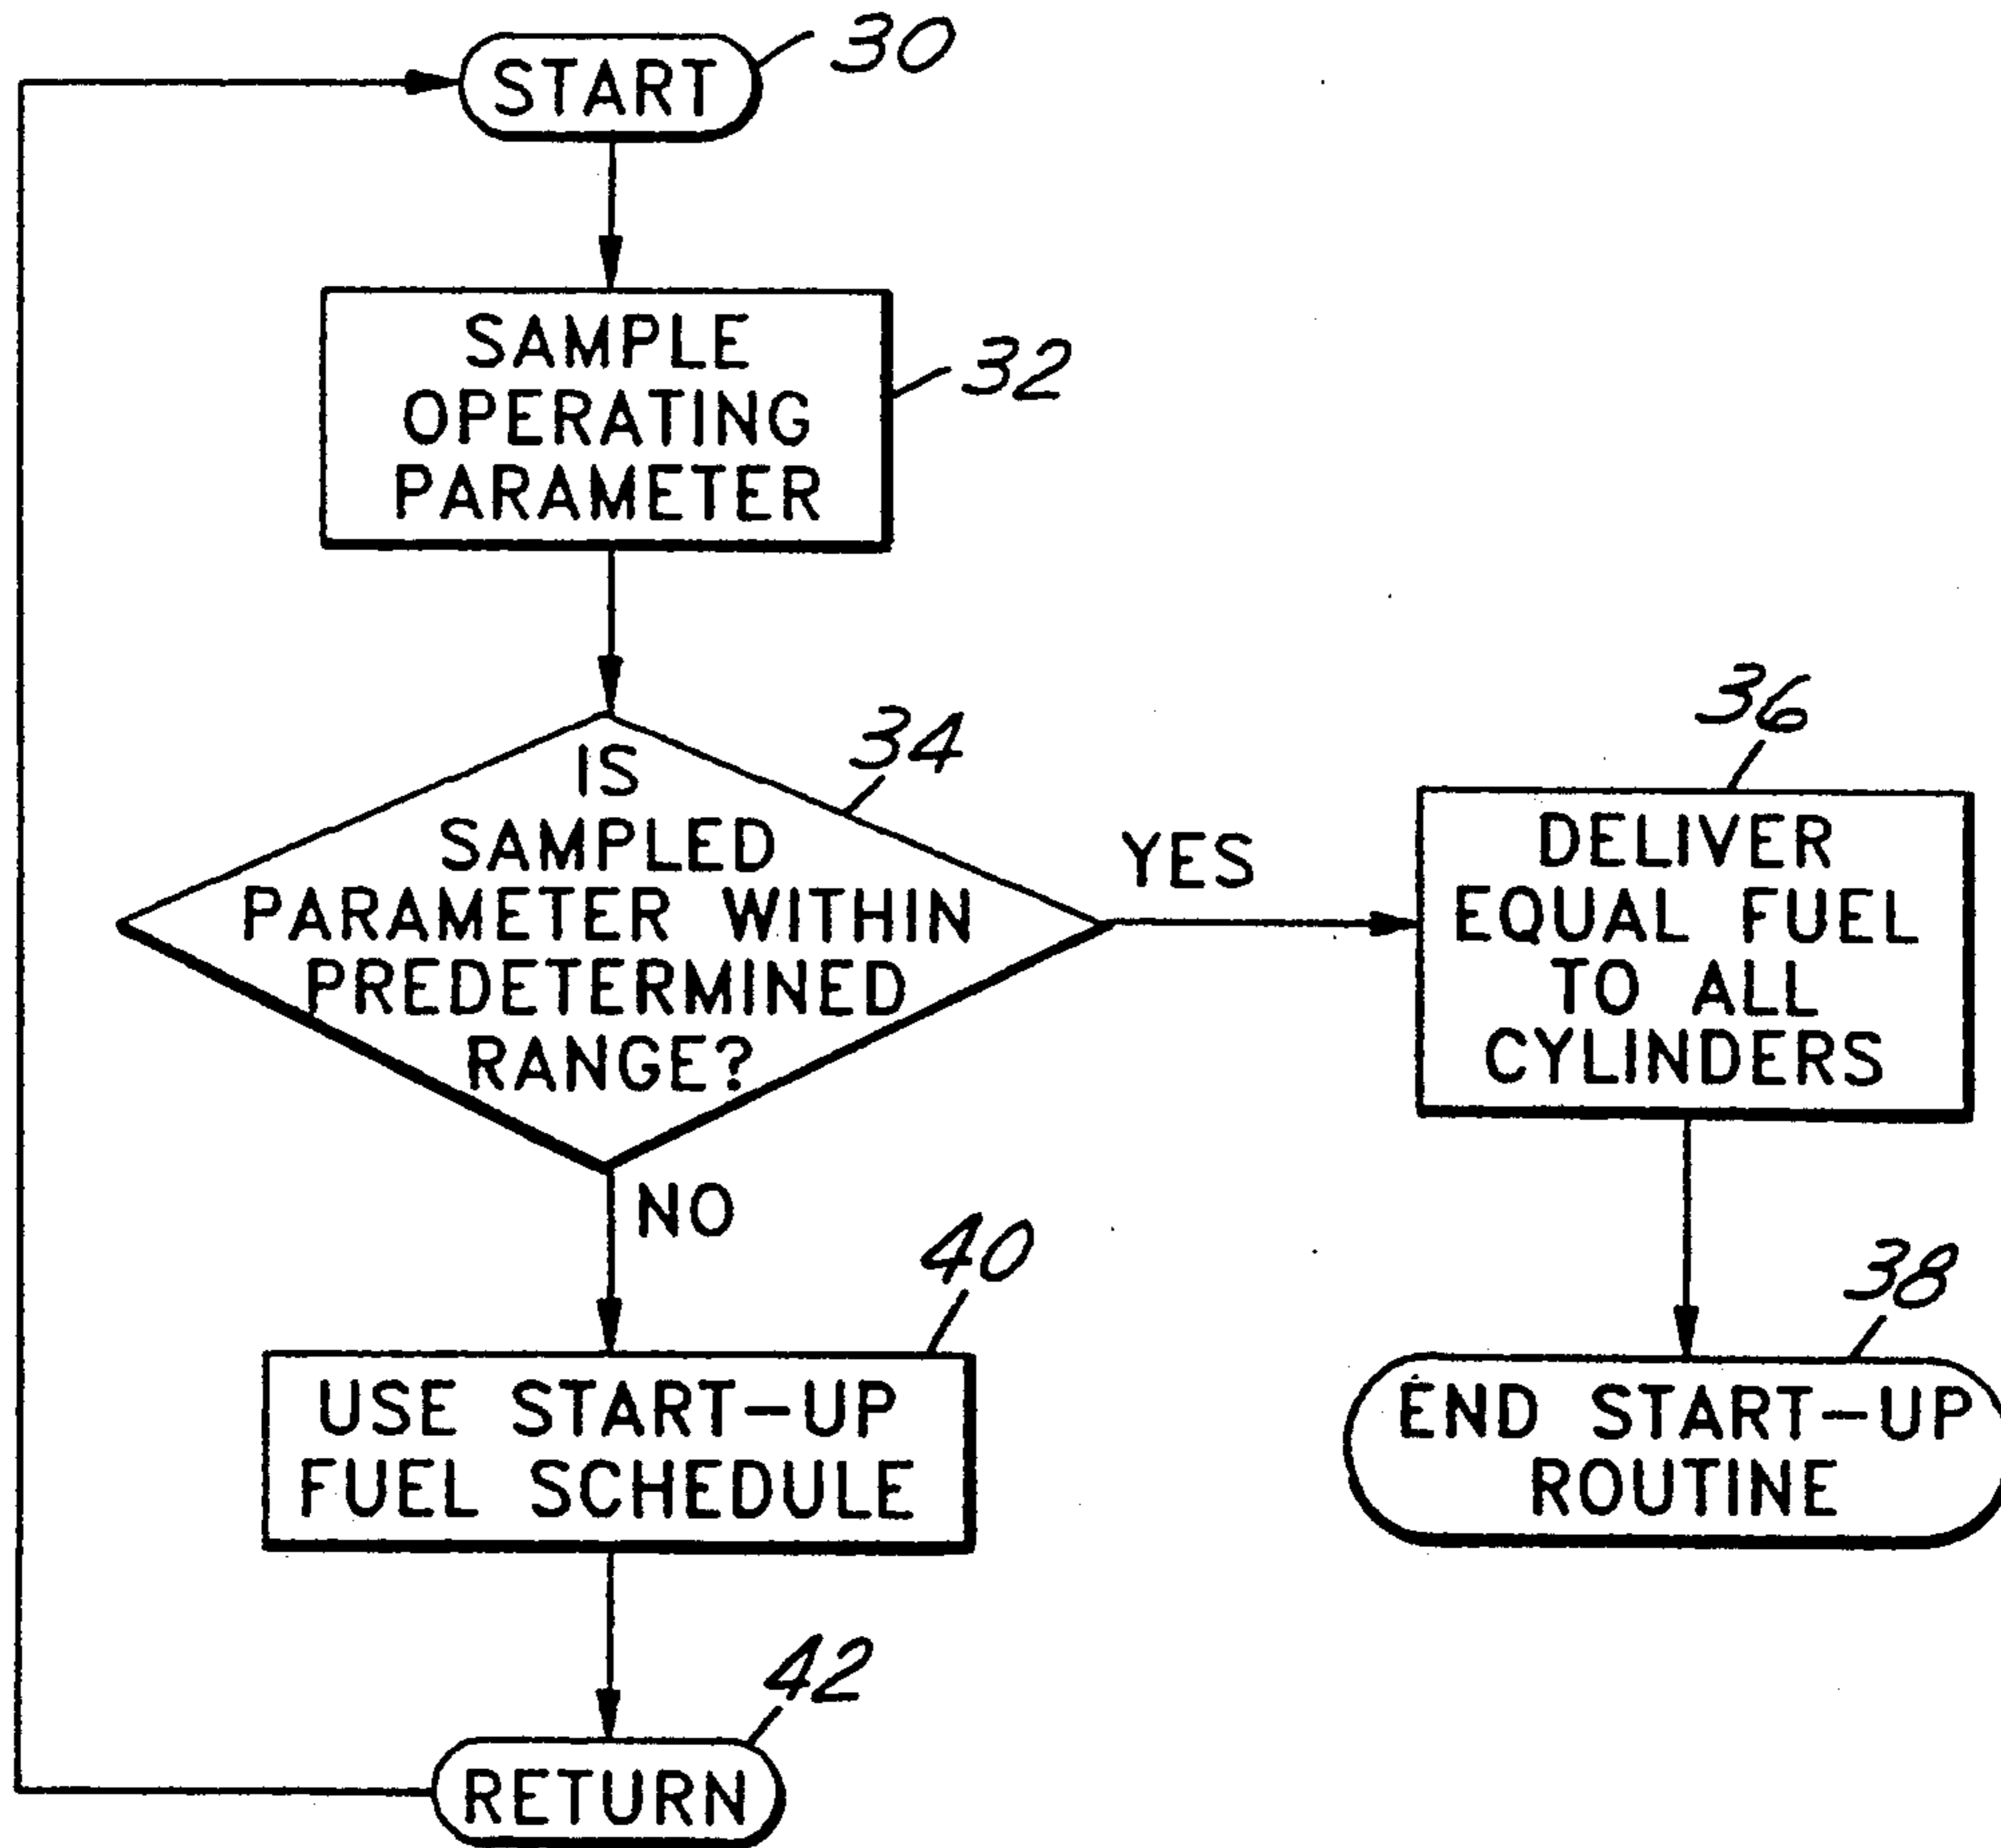 START
30
SAMPLE
OPERATING
PARAMETER
32
IS
SAMPLED
PARAMETER WITHIN
PREDETERMINED
RANGE?
34
YES
36
DELIVER
EQUAL FUEL
TO ALL
CYLINDERS
NO
40
USE START-UP
FUEL SCHEDULE
38
END START-UP
ROUTINE
42
RETURN